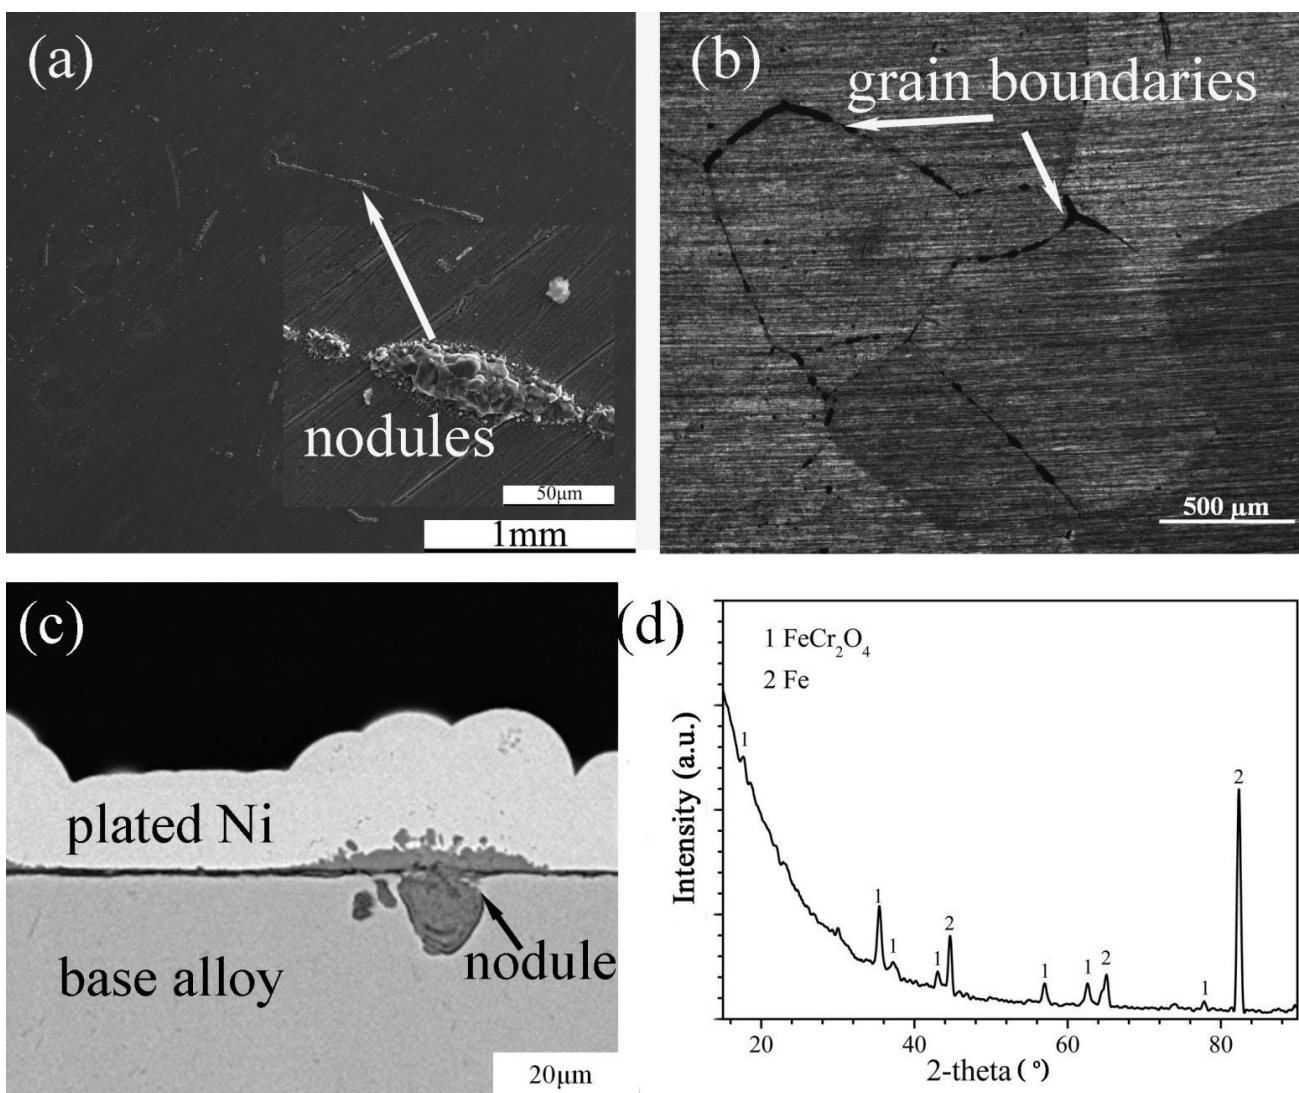 (a)
nodules
50μm
1mm
(b)
grain boundaries
500 μm
(c)
plated Ni
base alloy
nodule
20μm
(d)
1 FeCr₂O₄
2 Fe
Intensity (a.u.)
1
1
1
1
2
1
1
2
1
2
20
40
60
80
2-theta (°)